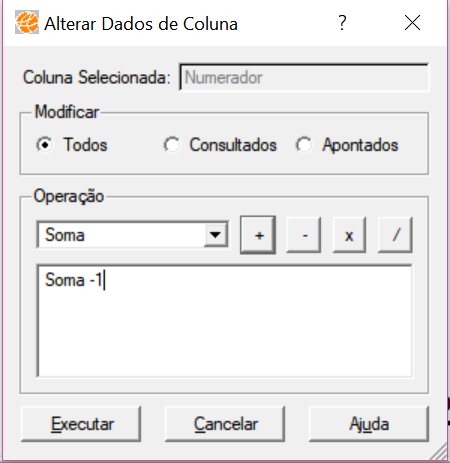 Alterar Dados de Coluna ?
Coluna Selecionada: Numerador
Modificar
Todos Consultados Apontados
Operação
Soma + - x /
Soma -1
Executar Cancelar Ajuda